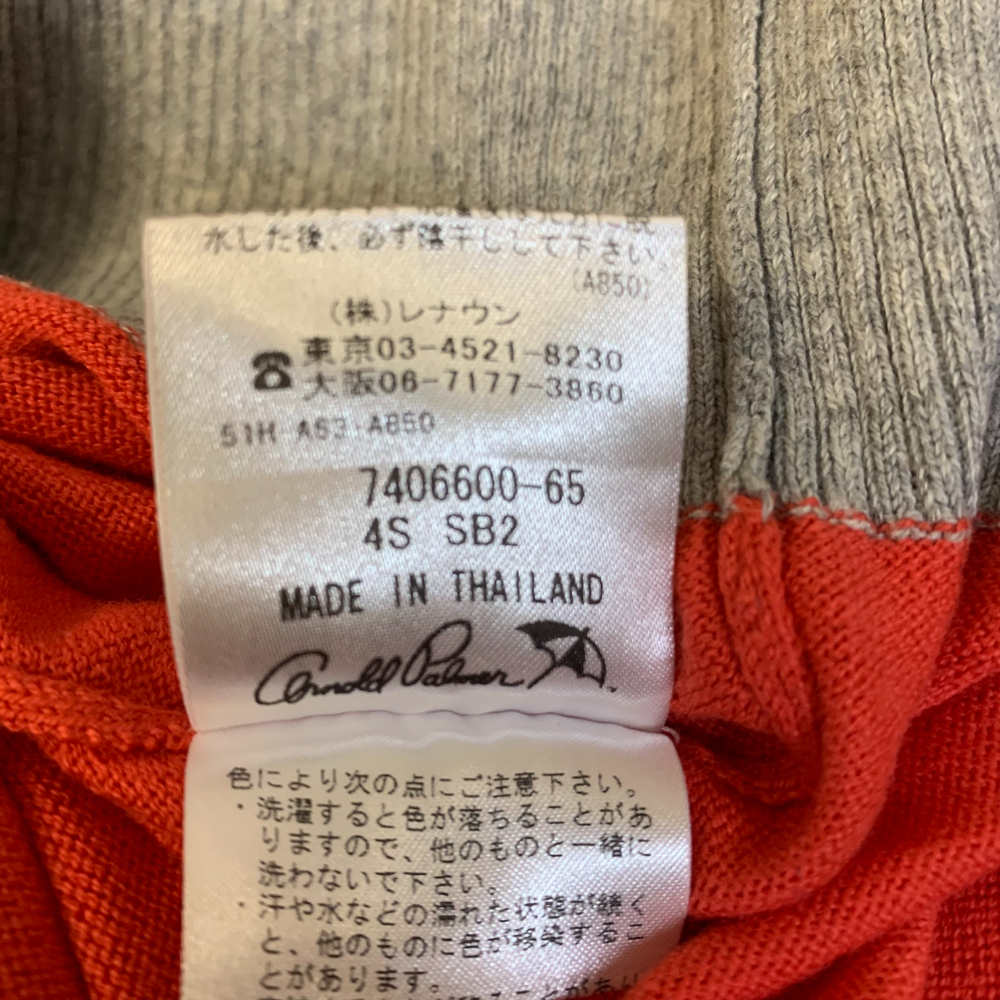 水した後、必ず陰干しして下さい。
(A850)
(株)レナウン
☎東京03-4521-8230
大阪06-7177-3860
51H A63 A850
7406600-65
4S SB2
MADE IN THAILAND
Arnold Palmer
色により次の点にご注意下さい。
・洗濯すると色が落ちることがあ
りますので、他のものと一緒に
洗わないで下さい。
・汗や水などの濡れた状態が続く
と、他のものに色が移染するこ
とがあります。